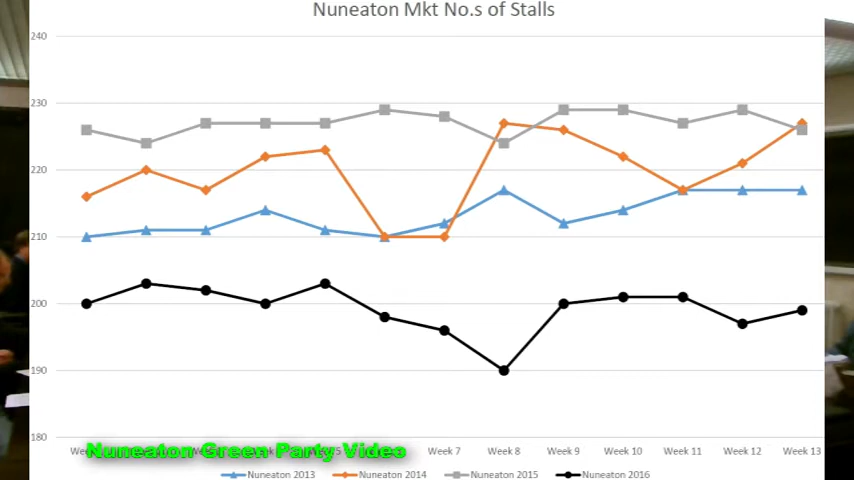 Nuneaton Mkt No.s of Stalls
240
230
220
210
200
190
180
Nuneaton Green Party Video
Week 7 Week 8 Week 9 Week 10 Week 11 Week 12 Week 13
Nuneaton 2013 Nuneaton 2014 Nuneaton 2015 Nuneaton 2016